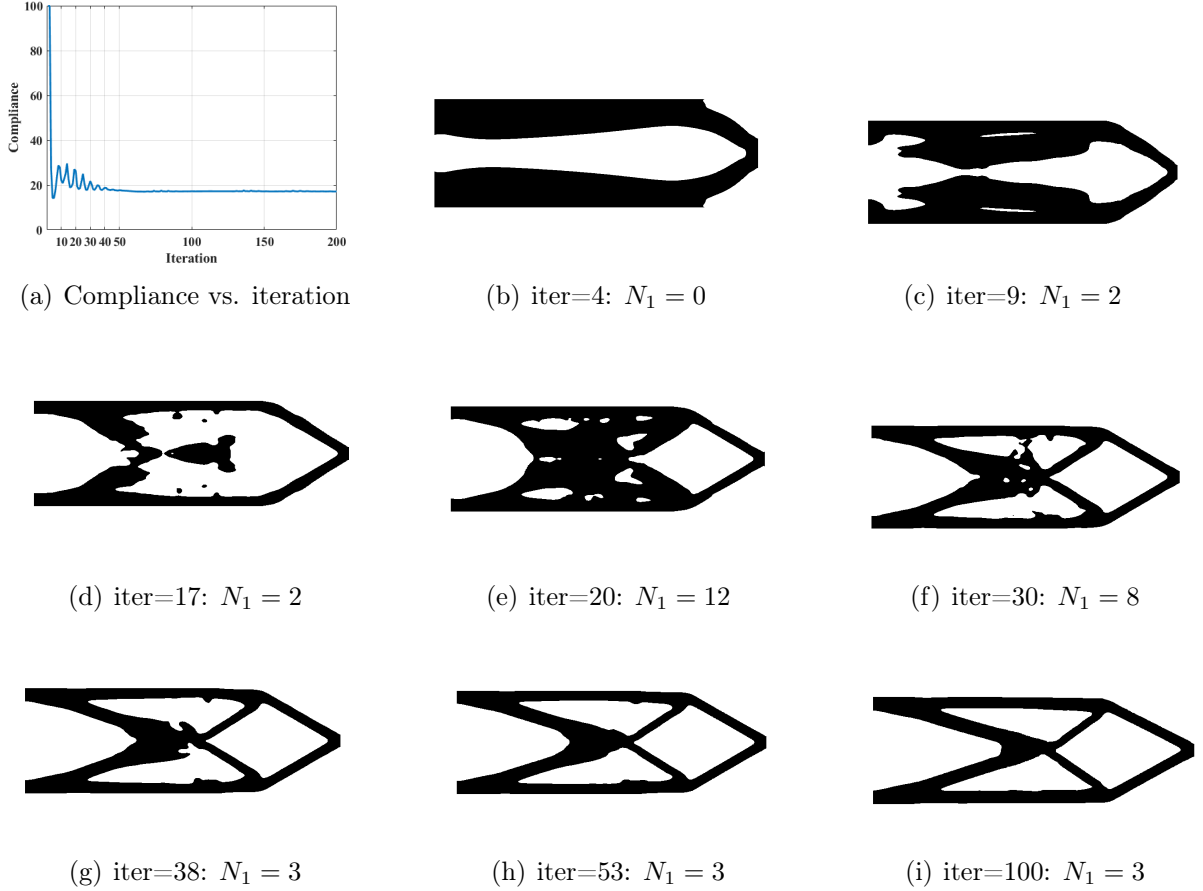 100
80
60
40
20
0
Compliance
10 20 30 40 50 100 150 200
Iteration
(a) Compliance vs. iteration
(b) iter=4: N₁ = 0
(c) iter=9: N₁ = 2
(d) iter=17: N₁ = 2
(e) iter=20: N₁ = 12
(f) iter=30: N₁ = 8
(g) iter=38: N₁ = 3
(h) iter=53: N₁ = 3
(i) iter=100: N₁ = 3